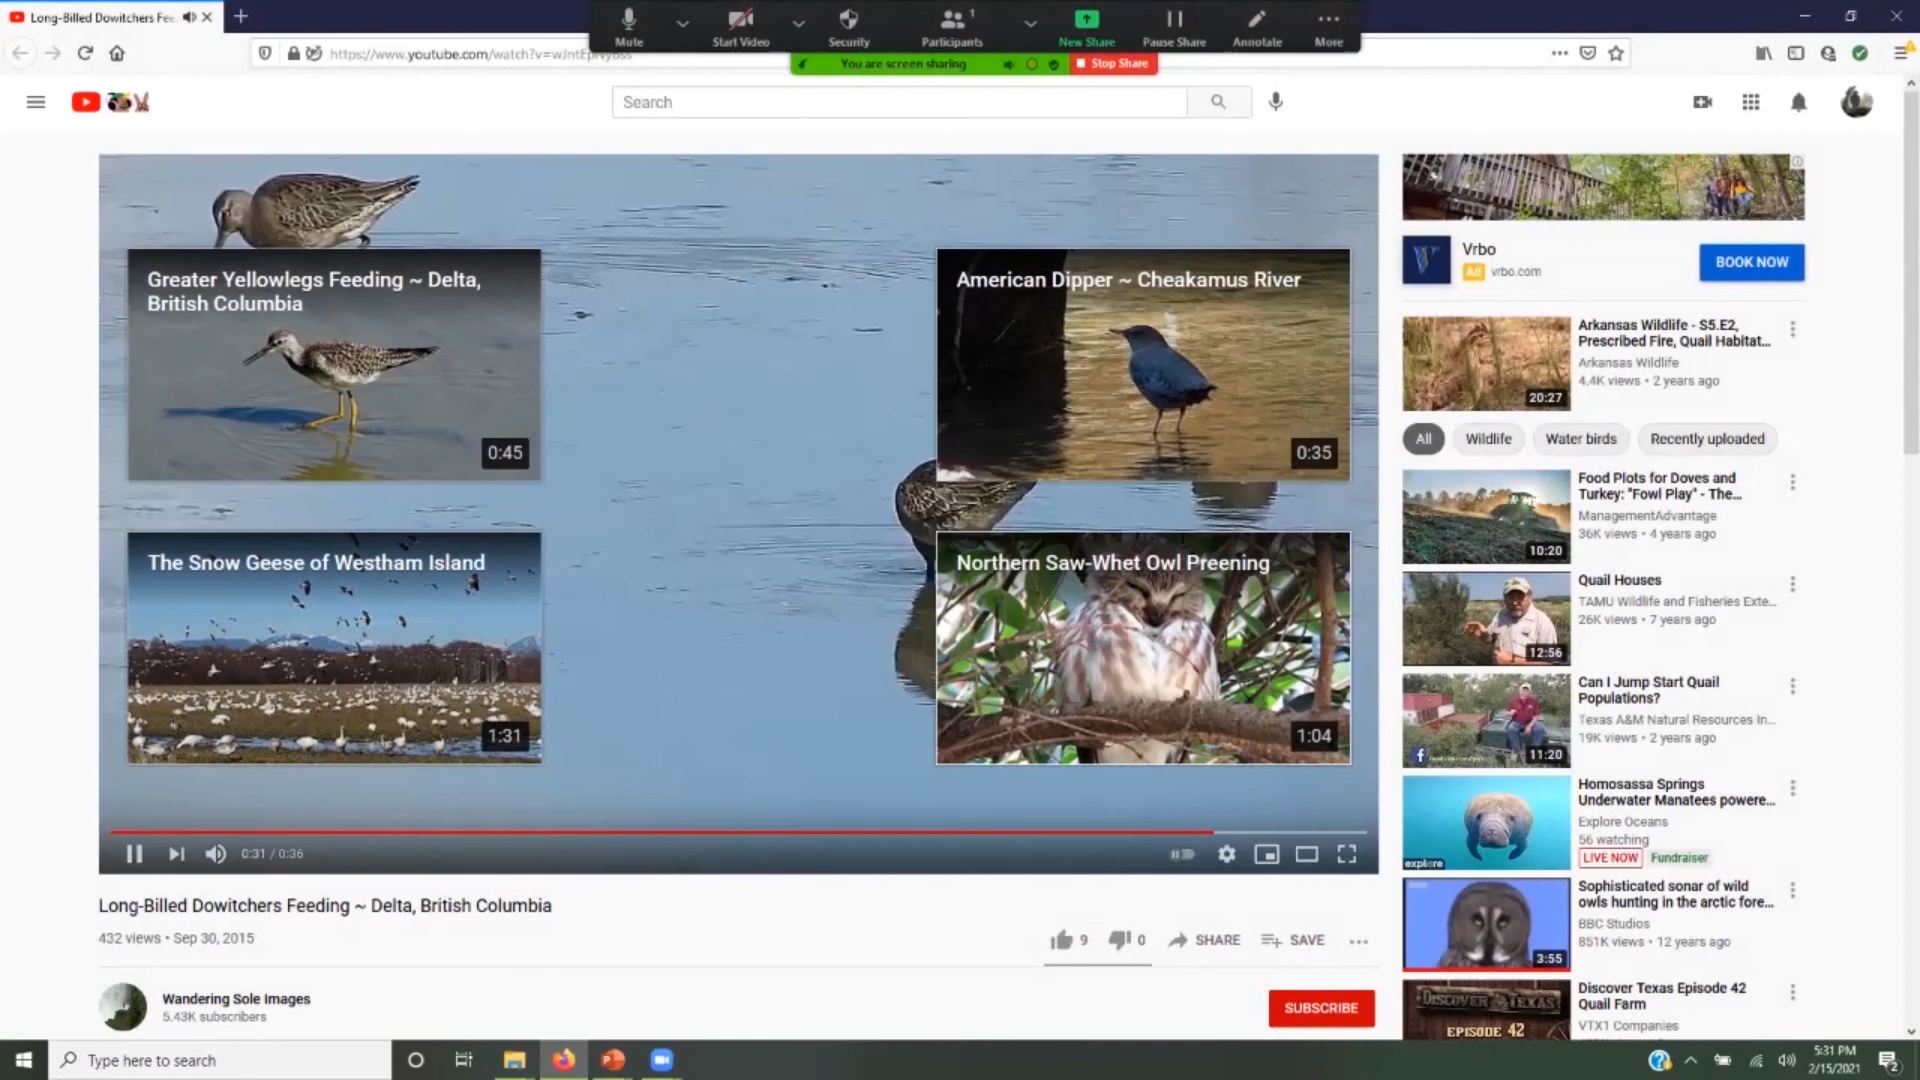 Long-Billed Dowitchers Fee
Mute
Start Video
Security
Participants
1
New Share
Pause Share
Annotate
More
https://www.youtube.com/watch?v=
You are screen sharing
Stop Share
Search
Greater Yellowlegs Feeding ~ Delta,
British Columbia
0:45
American Dipper ~ Cheakamus River
0:35
The Snow Geese of Westham Island
1:31
Northern Saw-Whet Owl Preening
1:04
0:31 / 0:36
Long-Billed Dowitchers Feeding ~ Delta, British Columbia
432 views • Sep 30, 2015
9
0
SHARE
SAVE
Wandering Sole Images
5.43K subscribers
SUBSCRIBE
Vrbo
Ad vrbo.com
BOOK NOW
Arkansas Wildlife - S5.E2,
Prescribed Fire, Quail Habitat...
Arkansas Wildlife
4.4K views • 2 years ago
20:27
All
Wildlife
Water birds
Recently uploaded
Food Plots for Doves and
Turkey: "Fowl Play" - The...
ManagementAdvantage
36K views • 4 years ago
10:20
Quail Houses
TAMU Wildlife and Fisheries Exte...
26K views • 7 years ago
12:56
Can I Jump Start Quail
Populations?
Texas A&M Natural Resources In...
19K views • 2 years ago
11:20
Homosassa Springs
Underwater Manatees powere...
Explore Oceans
56 watching
LIVE NOW
Fundraiser
explore
Sophisticated sonar of wild
owls hunting in the arctic fore...
BBC Studios
851K views • 12 years ago
3:55
Discover Texas Episode 42
Quail Farm
VTX1 Companies
DISCOVER TEXAS
EPISODE 42
Type here to search
5:31 PM
2/15/2021
2